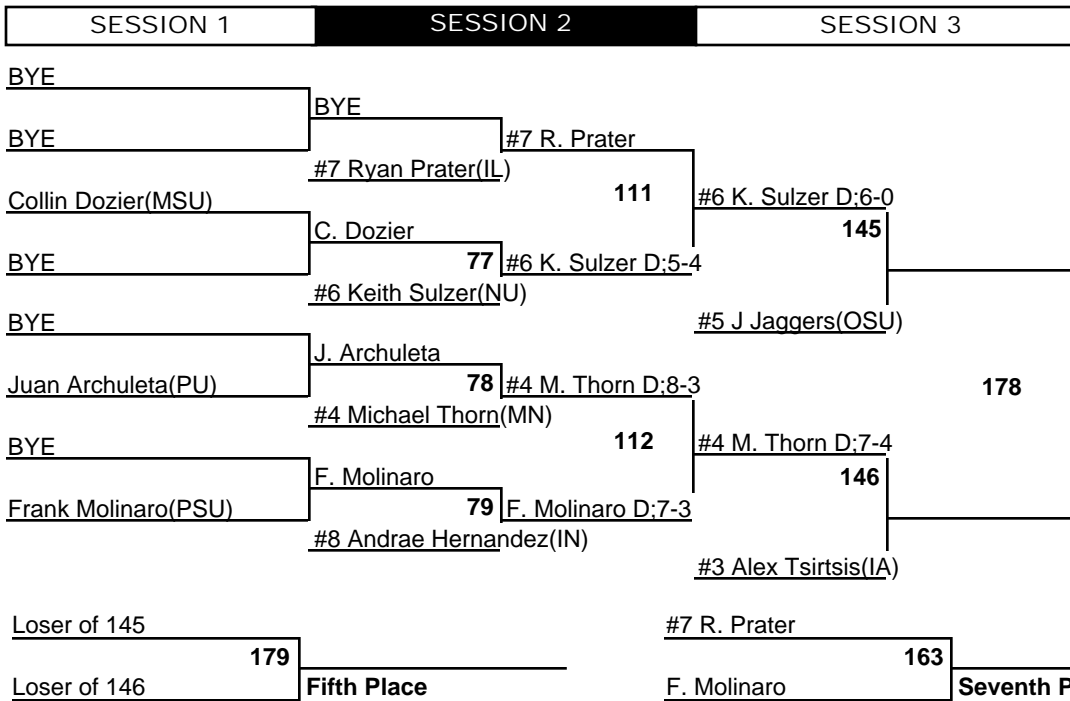 SESSION 1 SESSION 2 SESSION 3
BYE
BYE
BYE #7 R. Prater
#7 Ryan Prater(IL)
111 #6 K. Sulzer D;6-0
Collin Dozier(MSU)
145
C. Dozier
BYE 77 #6 K. Sulzer D;5-4
#6 Keith Sulzer(NU)
BYE #5 J Jaggers(OSU)
J. Archuleta
Juan Archuleta(PU) 78 #4 M. Thorn D;8-3 178
#4 Michael Thorn(MN)
BYE 112 #4 M. Thorn D;7-4
F. Molinaro 146
Frank Molinaro(PSU) 79 F. Molinaro D;7-3
#8 Andrae Hernandez(IN)
#3 Alex Tsirtsis(IA)
Loser of 145 #7 R. Prater
179 163
Loser of 146 Fifth Place F. Molinaro Seventh P